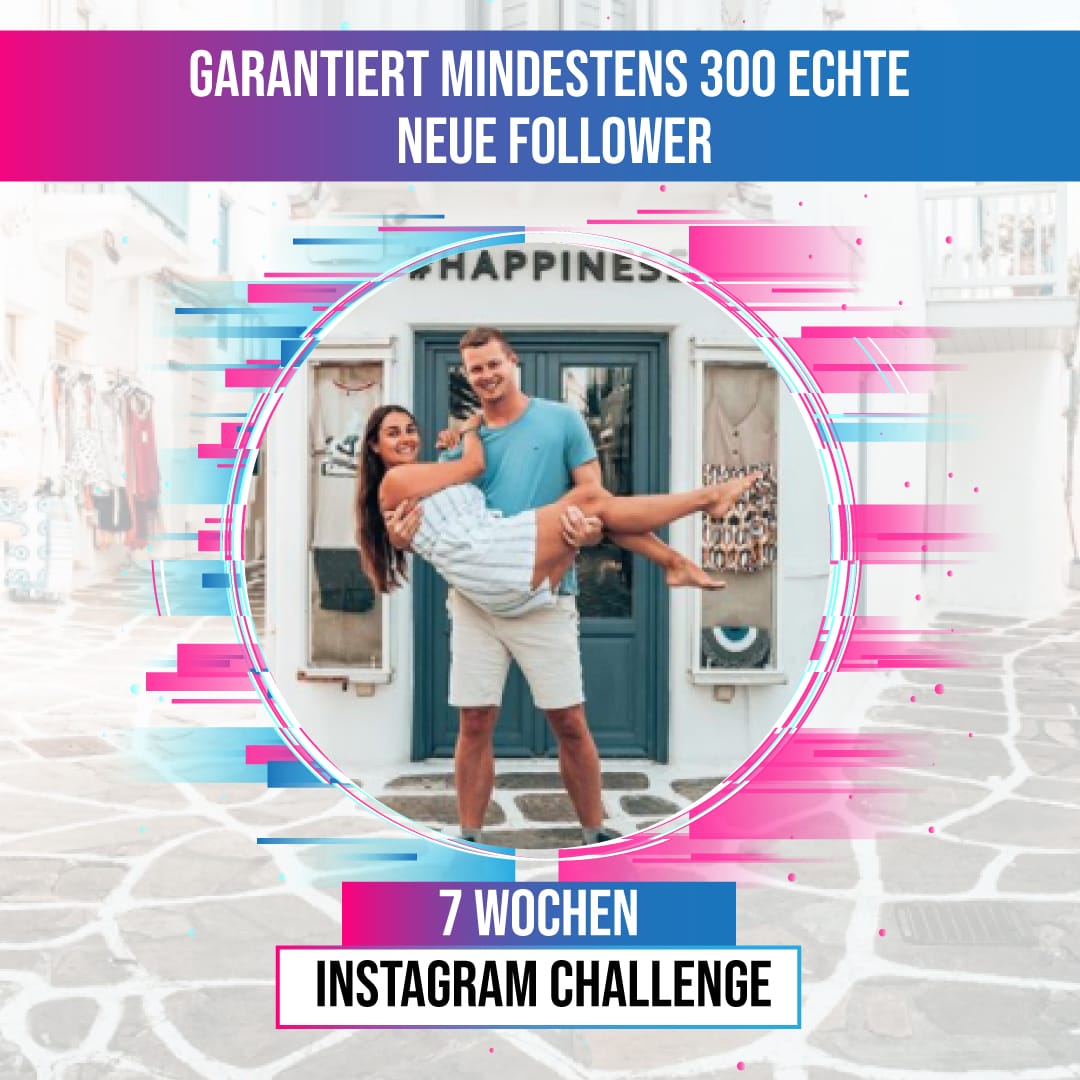 GARANTIERT MINDESTENS 300 ECHTE
NEUE FOLLOWER
#HAPPINESS
7 WOCHEN
INSTAGRAM CHALLENGE